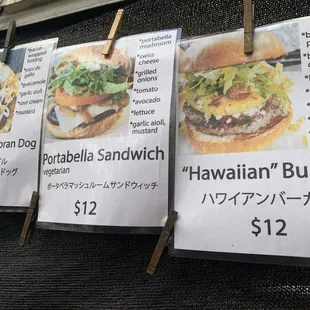 *bacon
wrapped
hotdog
*pico de
gallo
*guacamole
*garlic aioli
*sour cream
*mustard
oran Dog
ドッグ
*portabella
mushroom
*swiss
cheese
*grilled
onions
*tomato
*avocado
*lettuce
*garlic aioli,
mustard
Portabella Sandwich
vegetarian
ポータベラマッシュルームサンドウィッチ
$12
"Hawaiian" Bu
ハワイアンバーガ
$12